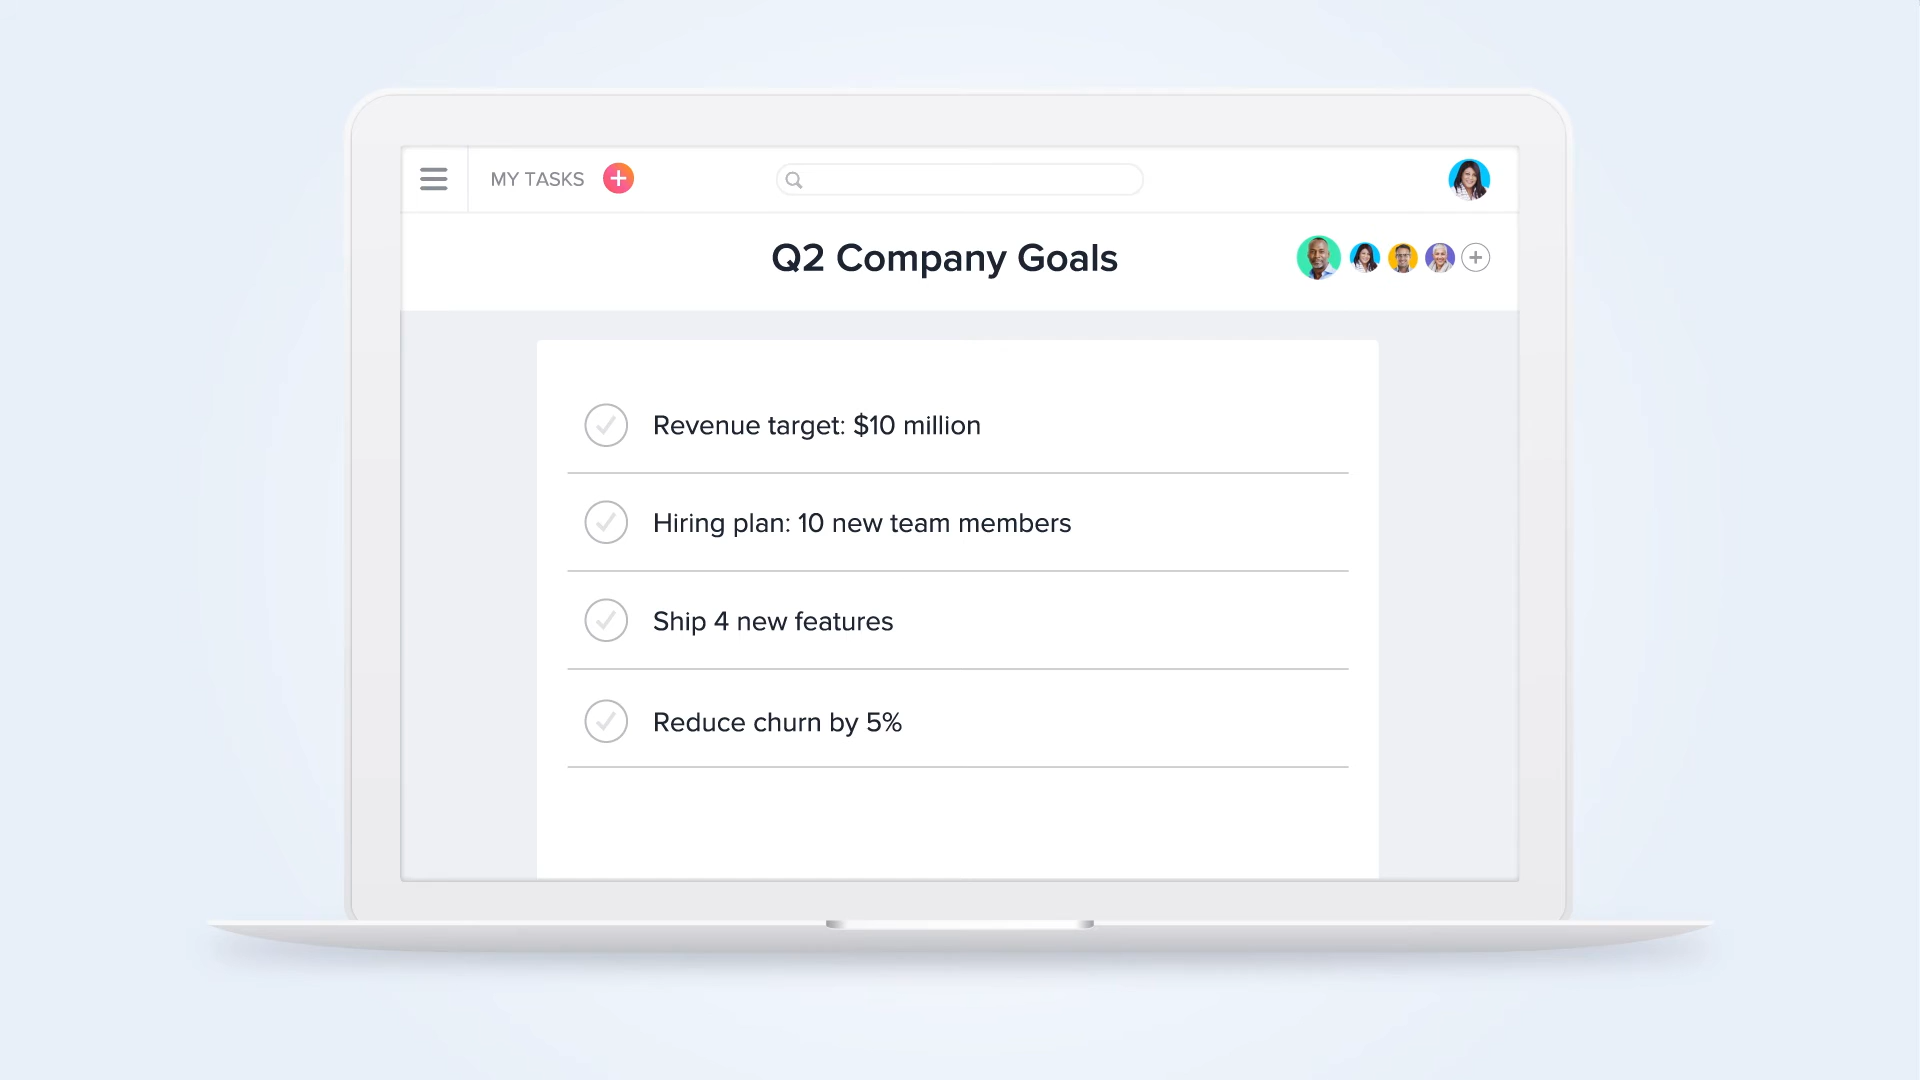 MY TASKS
Q2 Company Goals
Revenue target: $10 million
Hiring plan: 10 new team members
Ship 4 new features
Reduce churn by 5%